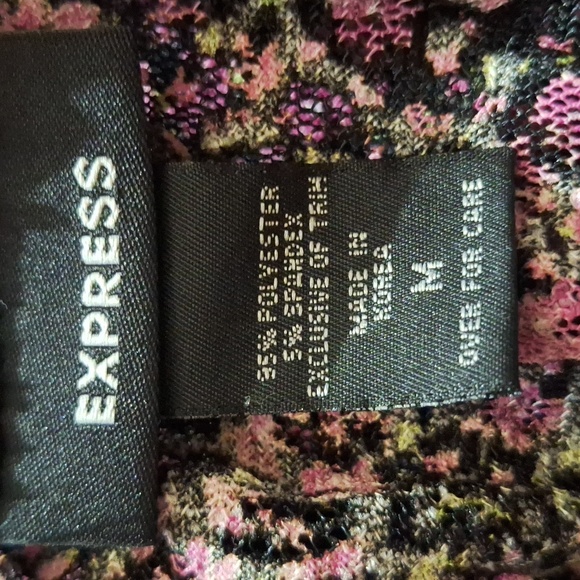 EXPRESS
95% POLYESTER
5% SPANDEX
EXCLUSIVE OF TRIM
MADE IN
KOREA
M
OVER FOR CARE